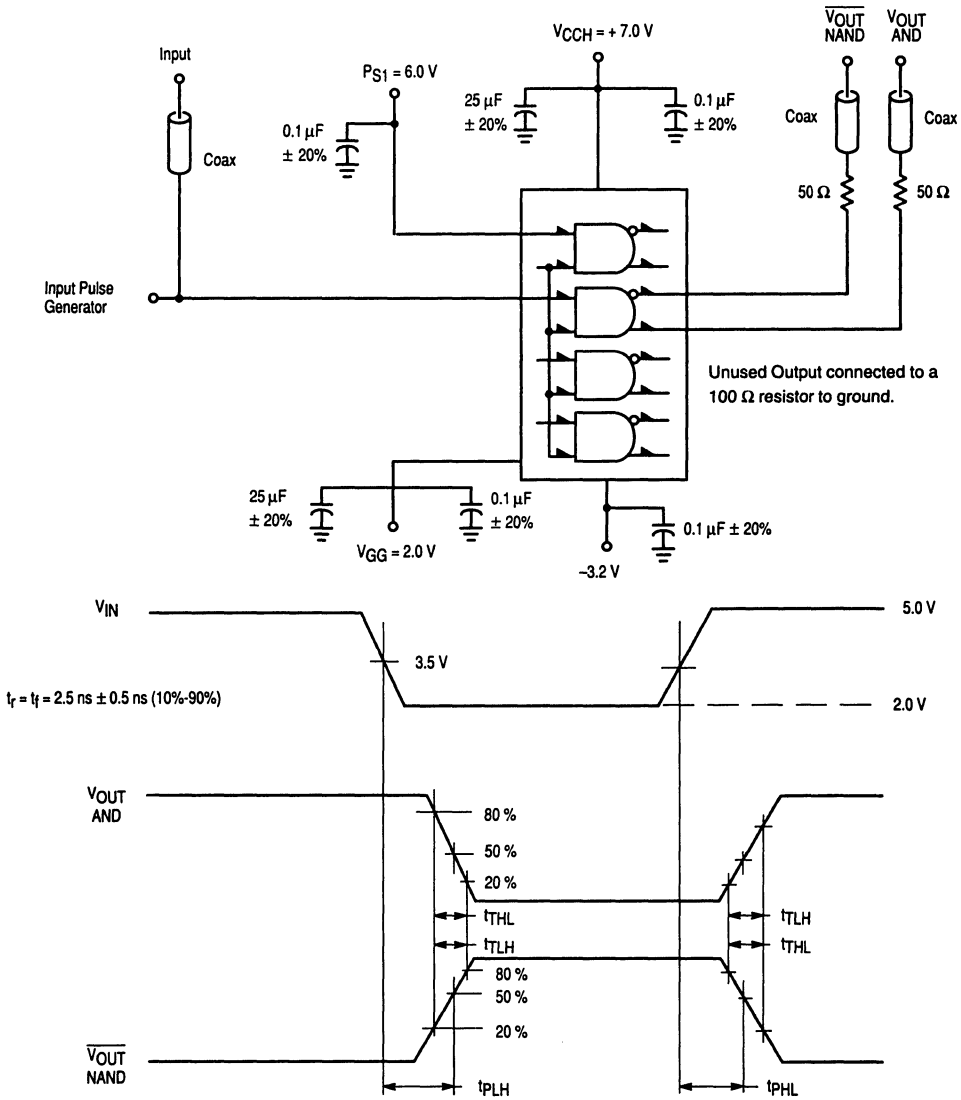 VOUT
NAND
VOUT
AND
VCCH = + 7.0 V
Input
PS1 = 6.0 V
25 µF
± 20%
0.1 µF
± 20%
Coax
Coax
0.1 µF
± 20%
Coax
50 Ω
50 Ω
Input Pulse
Generator
Unused Output connected to a
100 Ω resistor to ground.
25 µF
± 20%
0.1 µF
± 20%
VGG = 2.0 V
0.1 µF ± 20%
–3.2 V
VIN
5.0 V
3.5 V
tr = tf = 2.5 ns ± 0.5 ns (10%-90%)
2.0 V
VOUT
AND
80 %
50 %
20 %
tTHL
tTLH
tTLH
tTHL
80 %
50 %
20 %
VOUT
NAND
tPLH
tPHL